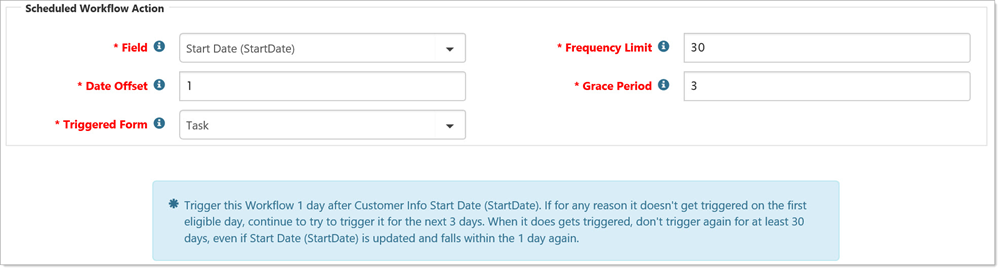 Scheduled Workflow Action
* Field Start Date (StartDate) * Frequency Limit 30
* Date Offset 1 * Grace Period 3
* Triggered Form Task
* Trigger this Workflow 1 day after Customer Info Start Date (StartDate). If for any reason it doesn't get triggered on the first
eligible day, continue to try to trigger it for the next 3 days. When it does gets triggered, don't trigger again for at least 30
days, even if Start Date (StartDate) is updated and falls within the 1 day again.